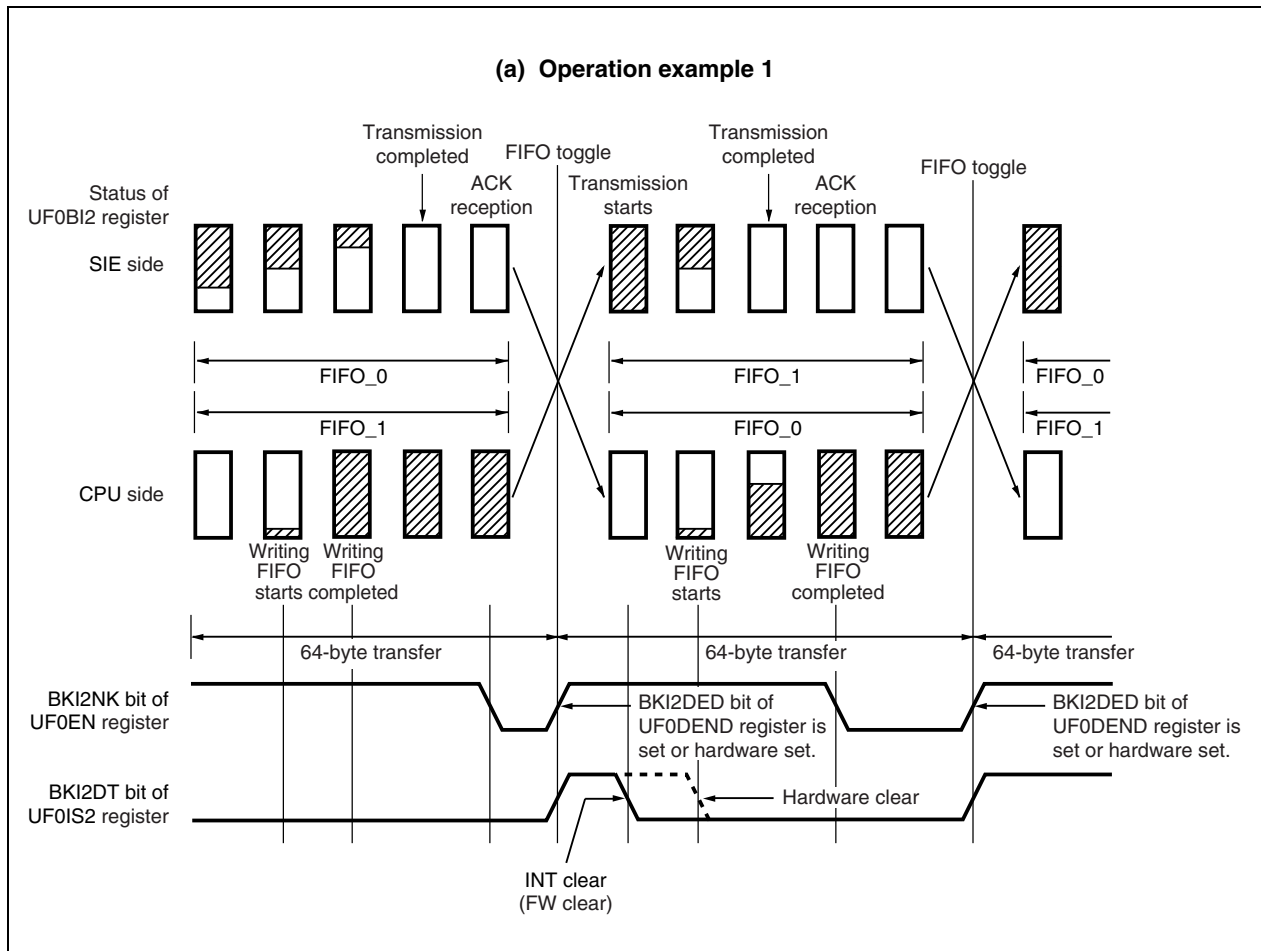 (a) Operation example 1
Transmission
completed
FIFO toggle
Transmission
completed
FIFO toggle
Status of
UF0BI2 register
ACK
reception
Transmission
starts
ACK
reception
SIE side
FIFO_0
FIFO_1
FIFO_0
FIFO_1
FIFO_0
FIFO_1
CPU side
Writing
FIFO
starts
Writing
FIFO
completed
Writing
FIFO
starts
Writing
FIFO
completed
64-byte transfer
64-byte transfer
64-byte transfer
BKI2NK bit of
UF0EN register
BKI2DED bit of
UF0DEND register is
set or hardware set.
BKI2DED bit of
UF0DEND register is
set or hardware set.
BKI2DT bit of
UF0IS2 register
Hardware clear
INT clear
(FW clear)